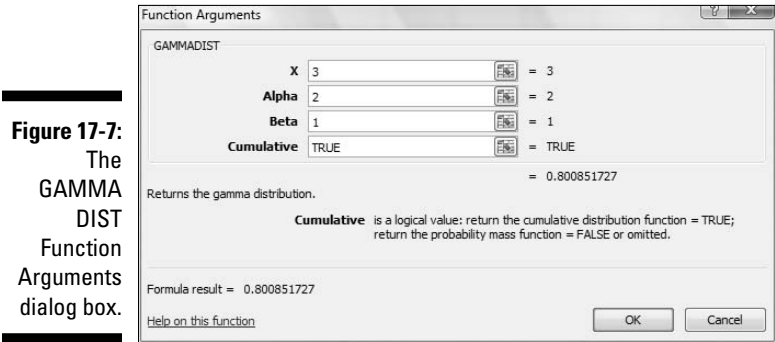 Figure 17-7:
The
GAMMA
DIST
Function
Arguments
dialog box.
Function Arguments
GAMMADIST
X 3 = 3
Alpha 2 = 2
Beta 1 = 1
Cumulative TRUE = TRUE
= 0.800851727
Returns the gamma distribution.
Cumulative is a logical value: return the cumulative distribution function = TRUE;
return the probability mass function = FALSE or omitted.
Formula result = 0.800851727
Help on this function
OK Cancel